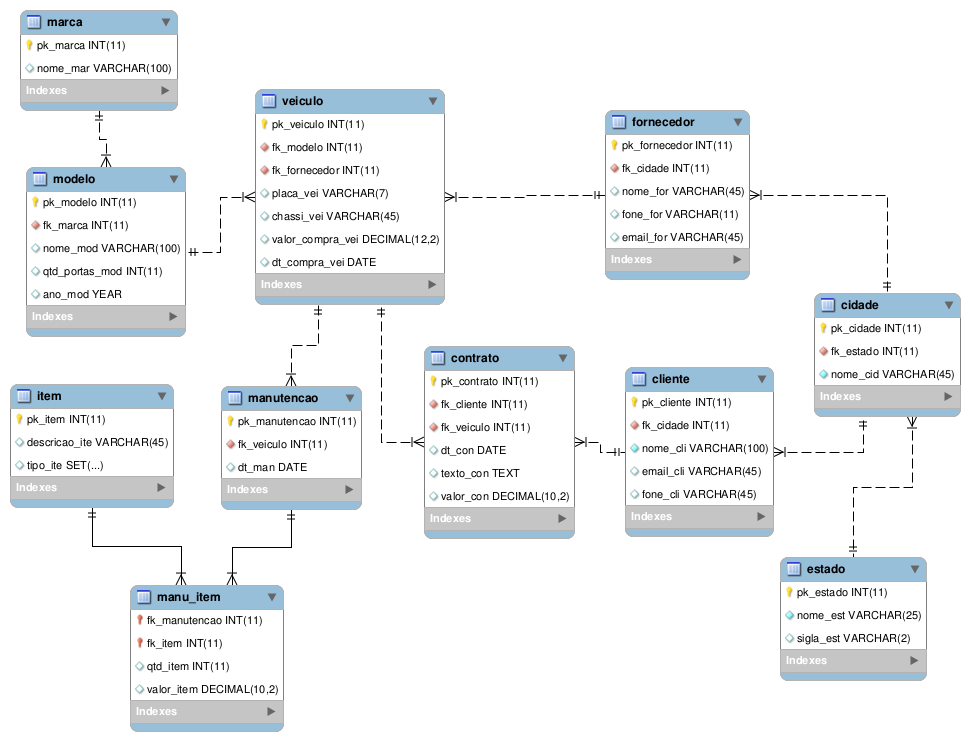 marca
pk_marca INT(11)
nome_mar VARCHAR(100)
Indexes
modelo
pk_modelo INT(11)
fk_marca INT(11)
nome_mod VARCHAR(100)
qtd_portas_mod INT(11)
ano_mod YEAR
Indexes
veiculo
pk_veiculo INT(11)
fk_modelo INT(11)
fk_fornecedor INT(11)
placa_vei VARCHAR(7)
chassi_vei VARCHAR(45)
valor_compra_vei DECIMAL(12,2)
dt_compra_vei DATE
Indexes
fornecedor
pk_fornecedor INT(11)
fk_cidade INT(11)
nome_for VARCHAR(45)
fone_for VARCHAR(11)
email_for VARCHAR(45)
Indexes
cidade
pk_cidade INT(11)
fk_estado INT(11)
nome_cid VARCHAR(45)
Indexes
item
pk_item INT(11)
descricao_ite VARCHAR(45)
tipo_ite SET(...)
Indexes
manutencao
pk_manutencao INT(11)
fk_veiculo INT(11)
dt_man DATE
Indexes
contrato
pk_contrato INT(11)
fk_cliente INT(11)
fk_veiculo INT(11)
dt_con DATE
texto_con TEXT
valor_con DECIMAL(10,2)
Indexes
cliente
pk_cliente INT(11)
fk_cidade INT(11)
nome_cli VARCHAR(100)
email_cli VARCHAR(45)
fone_cli VARCHAR(45)
Indexes
manu_item
fk_manutencao INT(11)
fk_item INT(11)
qtd_item INT(11)
valor_item DECIMAL(10,2)
Indexes
estado
pk_estado INT(11)
nome_est VARCHAR(25)
sigla_est VARCHAR(2)
Indexes